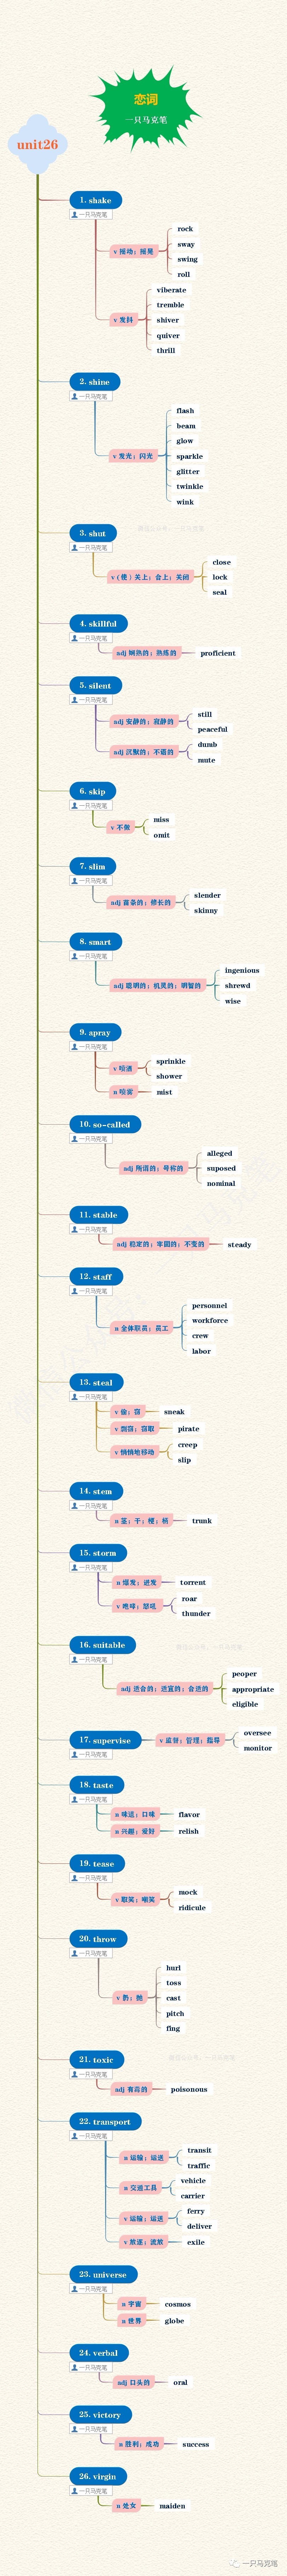 恋词
一只马克笔
unit26
1. shake
一只马克笔
v 摇动；摇晃
rock
sway
swing
roll
v 发抖
viberate
tremble
shiver
quiver
thrill
2. shine
一只马克笔
v 发光；闪光
flash
beam
glow
sparkle
glitter
twinkle
wink
3. shut
一只马克笔
v (使) 关上；合上；关闭
close
lock
seal
4. skillful
一只马克笔
adj 娴熟的；熟练的
proficient
5. silent
一只马克笔
adj 安静的；寂静的
still
peaceful
adj 沉默的；不语的
dumb
mute
6. skip
一只马克笔
v 不做
miss
omit
7. slim
一只马克笔
adj 苗条的；修长的
slender
skinny
8. smart
一只马克笔
adj 聪明的；机灵的；明智的
ingenious
shrewd
wise
9. apray
一只马克笔
v 喷洒
sprinkle
shower
n 喷雾
mist
10. so-called
一只马克笔
adj 所谓的；号称的
alleged
suposed
nominal
11. stable
一只马克笔
adj 稳定的；牢固的；不变的
steady
12. staff
一只马克笔
n 全体职员；员工
personnel
workforce
crew
labor
13. steal
一只马克笔
v 偷；窃
sneak
v 剽窃；窃取
pirate
v 悄悄地移动
creep
slip
14. stem
一只马克笔
n 茎；干；梗；核
trunk
15. storm
一只马克笔
n 爆发；迸发
torrent
v 咆哮；怒吼
roar
thunder
16. suitable
一只马克笔
adj 适合的；适宜的；合适的
peoper
appropriate
eligible
17. supervise
一只马克笔
v 监督；管理；指导
oversee
monitor
18. taste
一只马克笔
n 味道；口味
flavor
n 兴趣；爱好
relish
19. tease
一只马克笔
v 取笑；嘲笑
mock
ridicule
20. throw
一只马克笔
v 扔；抛
hurl
toss
cast
pitch
fing
21. toxic
一只马克笔
adj 有毒的
poisonous
22. transport
一只马克笔
n 运输；运送
transit
traffic
n 交通工具
vehicle
carrier
v 运输；运送
ferry
deliver
v 放逐；流放
exile
23. universe
一只马克笔
n 宇宙
cosmos
n 世界
globe
24. verbal
一只马克笔
adj 口头的
oral
25. victory
一只马克笔
n 胜利；成功
success
26. virgin
一只马克笔
n 处女
maiden
一只马克笔